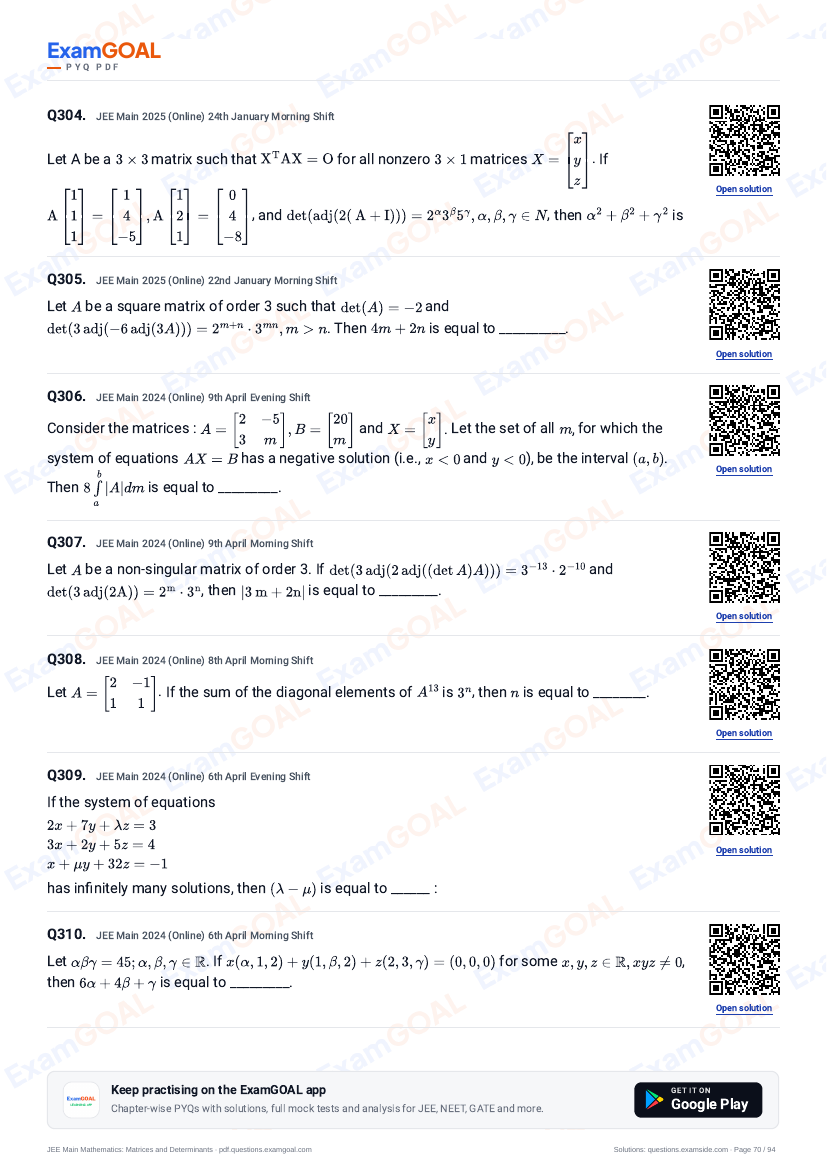 ExamGOAL
PYQ PDF
Q304. JEE Main 2025 (Online) 24th January Morning Shift
Let A be a 3 × 3 matrix such that XᵀAX = O for all nonzero 3 × 1 matrices X = [x y z]. If
A [1 1 1] = [1 4 −5], A [1 2 1] = [0 4 −8], and det(adj(2( A + I))) = 2^α3^β5^γ, α, β, γ ∈ N, then α² + β² + γ² is
Open solution
Q305. JEE Main 2025 (Online) 22nd January Morning Shift
Let A be a square matrix of order 3 such that det(A) = −2 and
det(3 adj(−6 adj(3A))) = 2^(m+n) · 3^(mn), m > n. Then 4m + 2n is equal to __________.
Open solution
Q306. JEE Main 2024 (Online) 9th April Evening Shift
Consider the matrices : A = [2 −5 3 m], B = [20 m] and X = [x y]. Let the set of all m, for which the
system of equations AX = B has a negative solution (i.e., x < 0 and y < 0), be the interval (a, b).
Then 8 ∫_a^b |A|dm is equal to _________.
Open solution
Q307. JEE Main 2024 (Online) 9th April Morning Shift
Let A be a non-singular matrix of order 3. If det(3 adj(2 adj((det A)A))) = 3⁻¹³ · 2⁻¹⁰ and
det(3 adj(2A)) = 2^m · 3^n, then |3 m + 2n| is equal to _________.
Open solution
Q308. JEE Main 2024 (Online) 8th April Morning Shift
Let A = [2 −1 1 1]. If the sum of the diagonal elements of A¹³ is 3ⁿ, then n is equal to ________.
Open solution
Q309. JEE Main 2024 (Online) 6th April Evening Shift
If the system of equations
2x + 7y + λz = 3
3x + 2y + 5z = 4
x + μy + 32z = −1
has infinitely many solutions, then (λ − μ) is equal to ______ :
Open solution
Q310. JEE Main 2024 (Online) 6th April Morning Shift
Let αβγ = 45; α, β, γ ∈ ℝ. If x(α, 1, 2) + y(1, β, 2) + z(2, 3, γ) = (0, 0, 0) for some x, y, z ∈ ℝ, xyz ≠ 0,
then 6α + 4β + γ is equal to _________.
Open solution
Keep practising on the ExamGOAL app
Chapter-wise PYQs with solutions, full mock tests and analysis for JEE, NEET, GATE and more.
GET IT ON
Google Play
JEE Main Mathematics: Matrices and Determinants · pdf.questions.examgoal.com
Solutions: questions.examside.com · Page 70 / 94